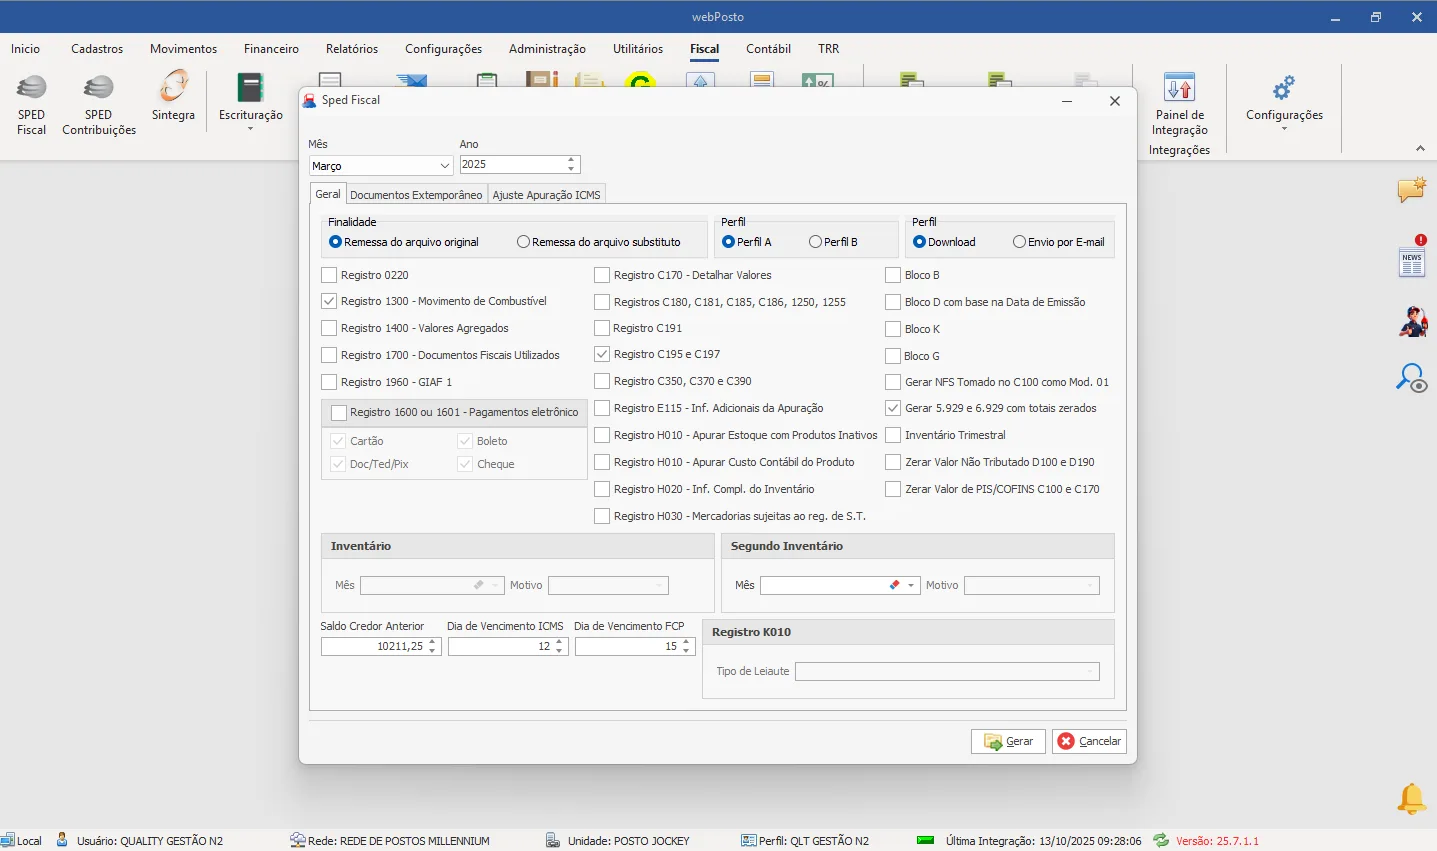 webPosto
Inicio Cadastros Movimentos Financeiro Relatórios Configurações Administração Utilitários Fiscal Contábil TRR
SPED Fiscal
SPED Contribuições
Sintegra
Escrituração
Painel de Integração
Integrações
Configurações
Sped Fiscal
Mês Ano
Março 2025
Geral Documentos Extemporâneo Ajuste Apuração ICMS
Finalidade
Remessa do arquivo original Remessa do arquivo substituto
Perfil
Perfil A Perfil B
Perfil
Download Envio por E-mail
Registro 0220
Registro 1300 - Movimento de Combustível
Registro 1400 - Valores Agregados
Registro 1700 - Documentos Fiscais Utilizados
Registro 1960 - GIAF 1
Registro 1600 ou 1601 - Pagamentos eletrônico
Cartão Boleto
Doc/Ted/Pix Cheque
Registro C170 - Detalhar Valores
Registros C180, C181, C185, C186, 1250, 1255
Registro C191
Registro C195 e C197
Registro C350, C370 e C390
Registro E115 - Inf. Adicionais da Apuração
Registro H010 - Apurar Estoque com Produtos Inativos
Registro H010 - Apurar Custo Contábil do Produto
Registro H020 - Inf. Compl. do Inventário
Registro H030 - Mercadorias sujeitas ao reg. de S.T.
Bloco B
Bloco D com base na Data de Emissão
Bloco K
Bloco G
Gerar NFS Tomado no C100 como Mod. 01
Gerar 5.929 e 6.929 com totais zerados
Inventário Trimestral
Zerar Valor Não Tributado D100 e D190
Zerar Valor de PIS/COFINS C100 e C170
Inventário
Mês Motivo
Segundo Inventário
Mês Motivo
Saldo Credor Anterior Dia de Vencimento ICMS Dia de Vencimento FCP
10211,25 12 15
Registro K010
Tipo de Leiaute
Gerar Cancelar
NEWS
Local Usuário: QUALITY GESTÃO N2 Rede: REDE DE POSTOS MILLENNIUM Unidade: POSTO JOCKEY Perfil: QLT GESTÃO N2 Última Integração: 13/10/2025 09:28:06 Versão: 25.7.1.1